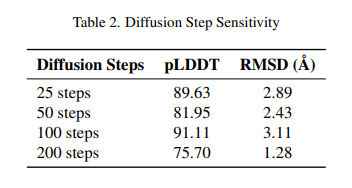 Table 2. Diffusion Step Sensitivity
Diffusion Steps pLDDT RMSD (Å)
25 steps 89.63 2.89
50 steps 81.95 2.43
100 steps 91.11 3.11
200 steps 75.70 1.28